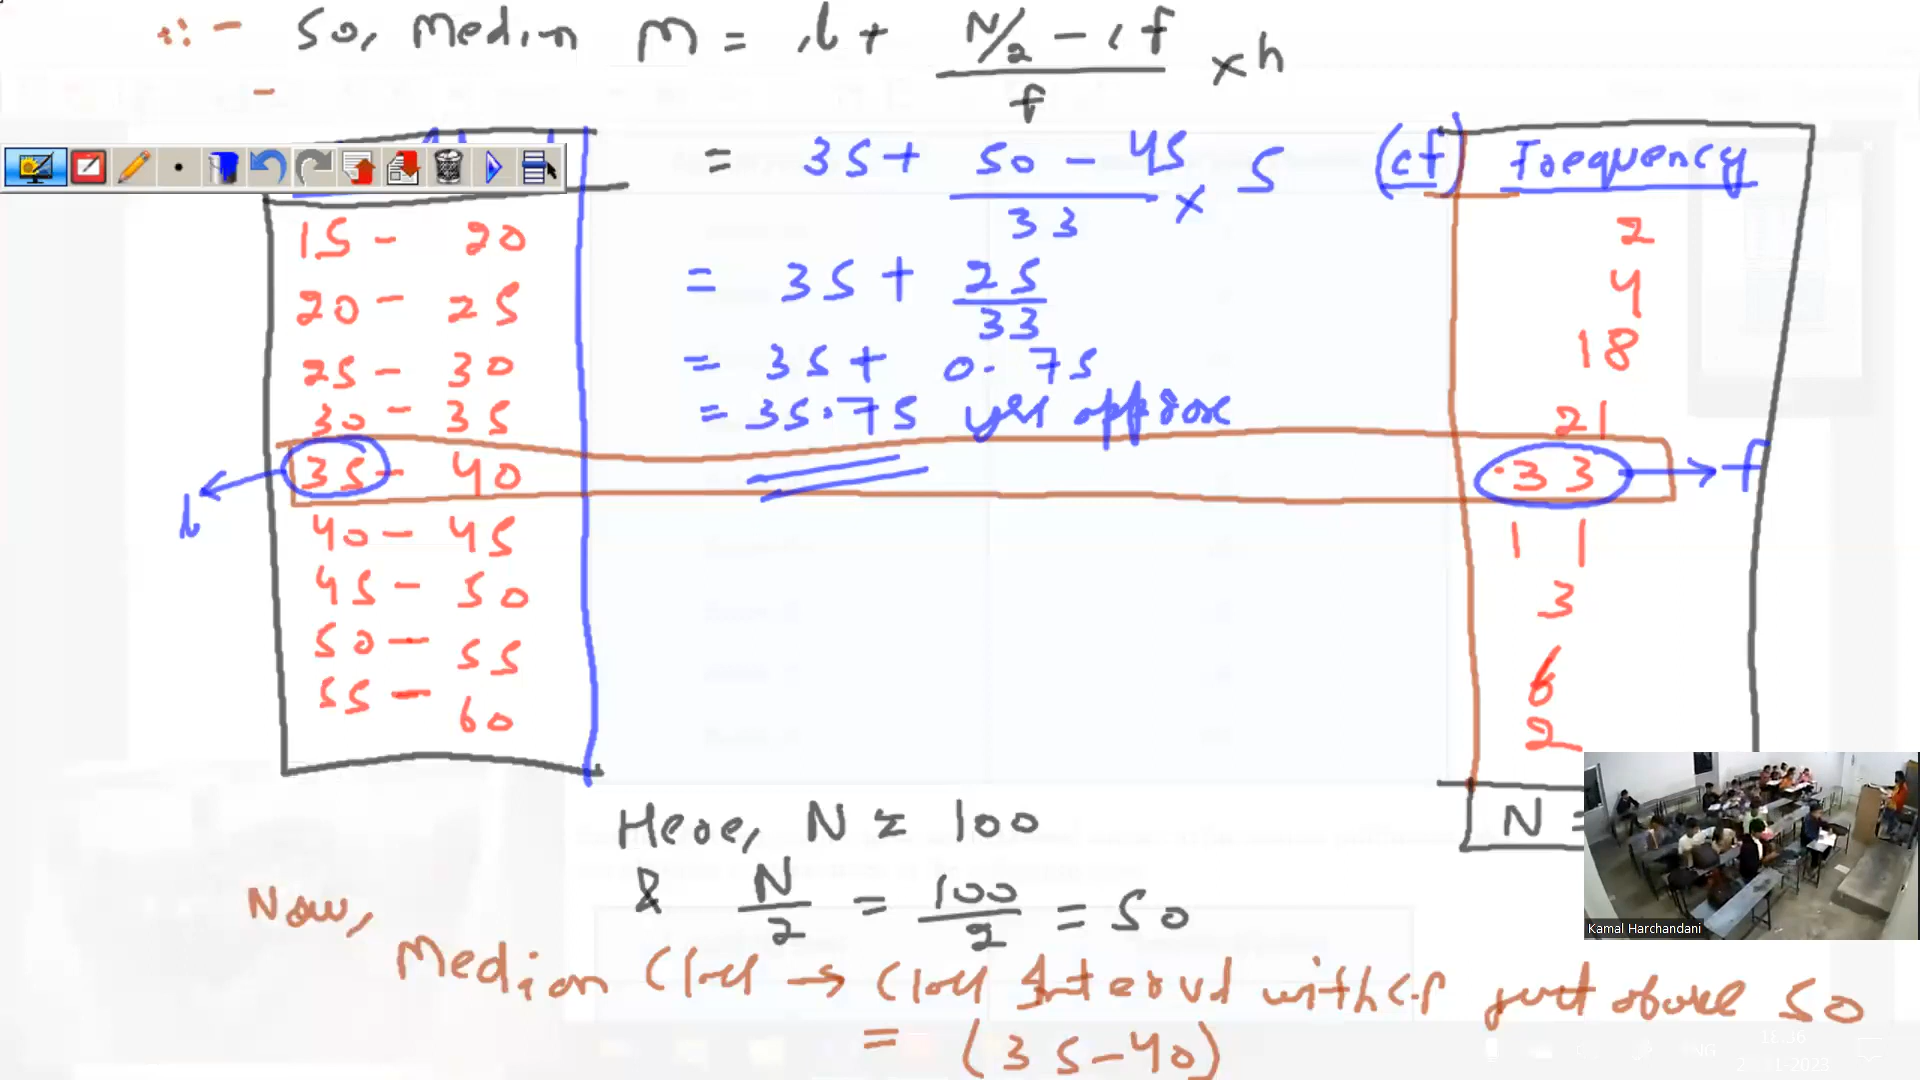 ∴ - So, Median M = l + N/2 - cf / f × h
= 35 + 50 - 45 / 33 × 5
(cf) Frequency
15 - 20 2
20 - 25 4
= 35 + 25/33
25 - 30 18
= 35 + 0.75
30 - 35 21
= 35.75 yrs approx
l 35 - 40 33 f
40 - 45 11
45 - 50 3
50 - 55 6
55 - 60 2
Here, N = 100 N =
& N/2 = 100/2 = 50
Now,
Median Class → Class Interval with c.f just above 50
= (35-40)
Kamal Harchandani